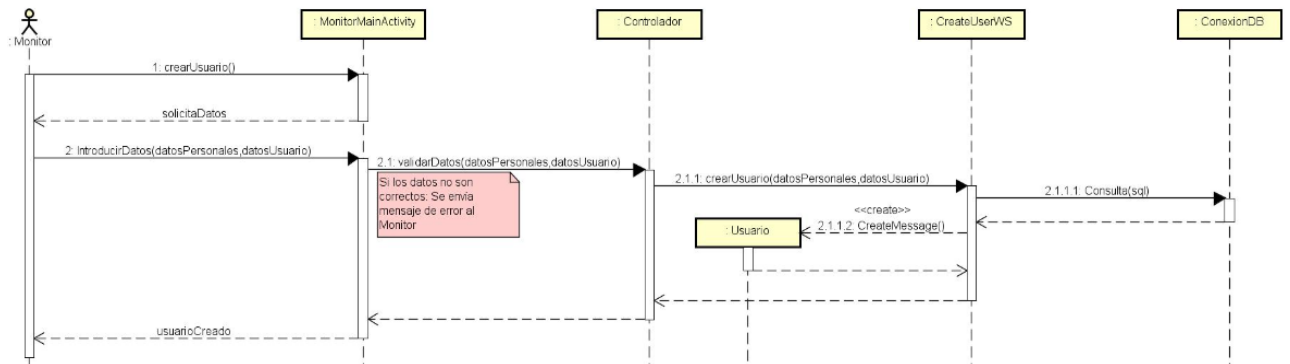 : Monitor
: MonitorMainActivity
: Controlador
: CreateUserWS
: ConexionDB
1: crearUsuario()
solicitaDatos
2: IntroducirDatos(datosPersonales,datosUsuario)
2.1: validarDatos(datosPersonales,datosUsuario)
Si los datos no son
correctos: Se envía
mensaje de error al
Monitor
2.1.1: crearUsuario(datosPersonales,datosUsuario)
2.1.1.1: Consulta(sql)
<<create>>
2.1.1.2: CreateMessage()
: Usuario
usuarioCreado